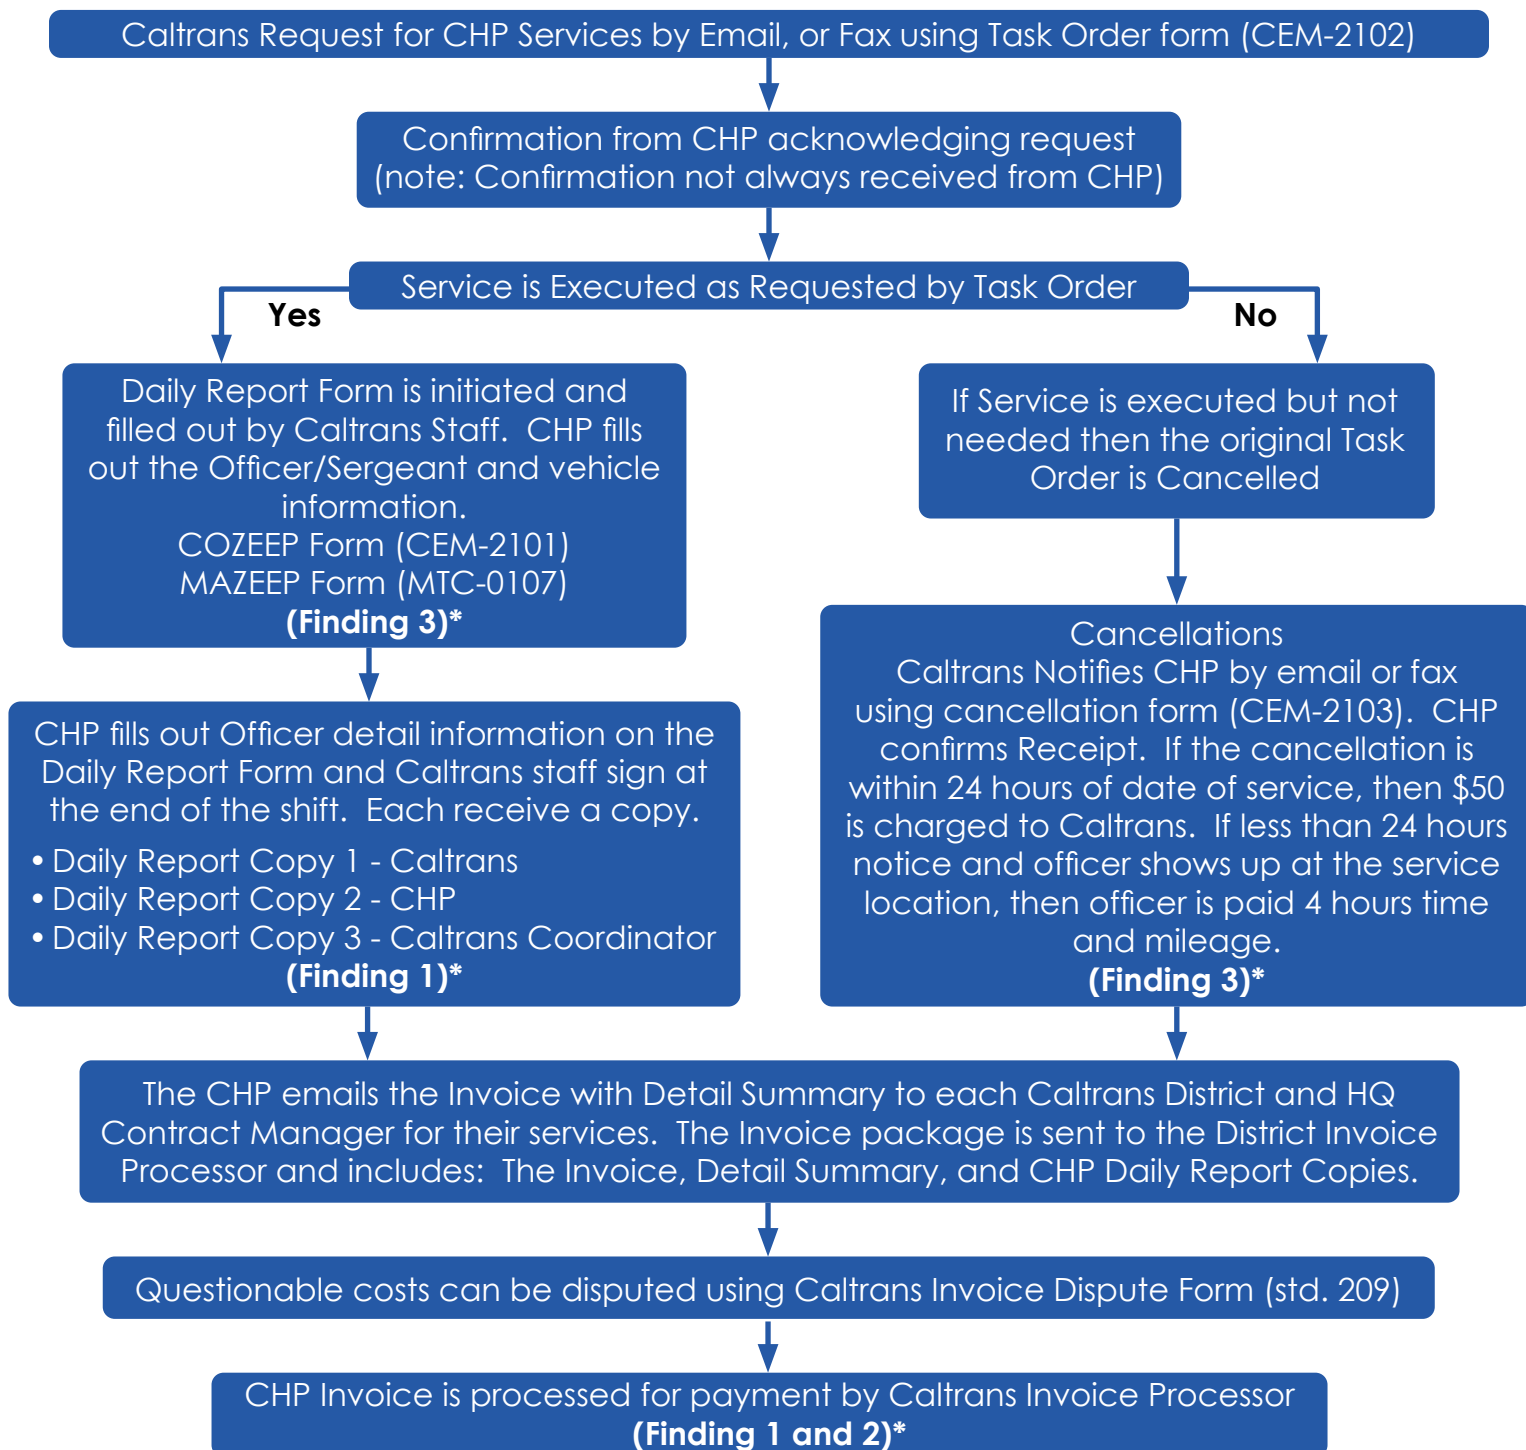 Caltrans Request for CHP Services by Email, or Fax using Task Order form (CEM-2102)
Confirmation from CHP acknowledging request
(note: Confirmation not always received from CHP)
Service is Executed as Requested by Task Order
Yes
No
Daily Report Form is initiated and
filled out by Caltrans Staff.  CHP fills
out the Officer/Sergeant and vehicle
information.
COZEEP Form (CEM-2101)
MAZEEP Form (MTC-0107)
(Finding 3)*
If Service is executed but not
needed then the original Task
Order is Cancelled
CHP fills out Officer detail information on the
Daily Report Form and Caltrans staff sign at
the end of the shift.  Each receive a copy.
• Daily Report Copy 1 - Caltrans
• Daily Report Copy 2 - CHP
• Daily Report Copy 3 - Caltrans Coordinator
(Finding 1)*
Cancellations
Caltrans Notifies CHP by email or fax
using cancellation form (CEM-2103).  CHP
confirms Receipt.  If the cancellation is
within 24 hours of date of service, then $50
is charged to Caltrans.  If less than 24 hours
notice and officer shows up at the service
location, then officer is paid 4 hours time
and mileage.
(Finding 3)*
The CHP emails the Invoice with Detail Summary to each Caltrans District and HQ
Contract Manager for their services.  The Invoice package is sent to the District Invoice
Processor and includes:  The Invoice, Detail Summary, and CHP Daily Report Copies.
Questionable costs can be disputed using Caltrans Invoice Dispute Form (std. 209)
CHP Invoice is processed for payment by Caltrans Invoice Processor
(Finding 1 and 2)*